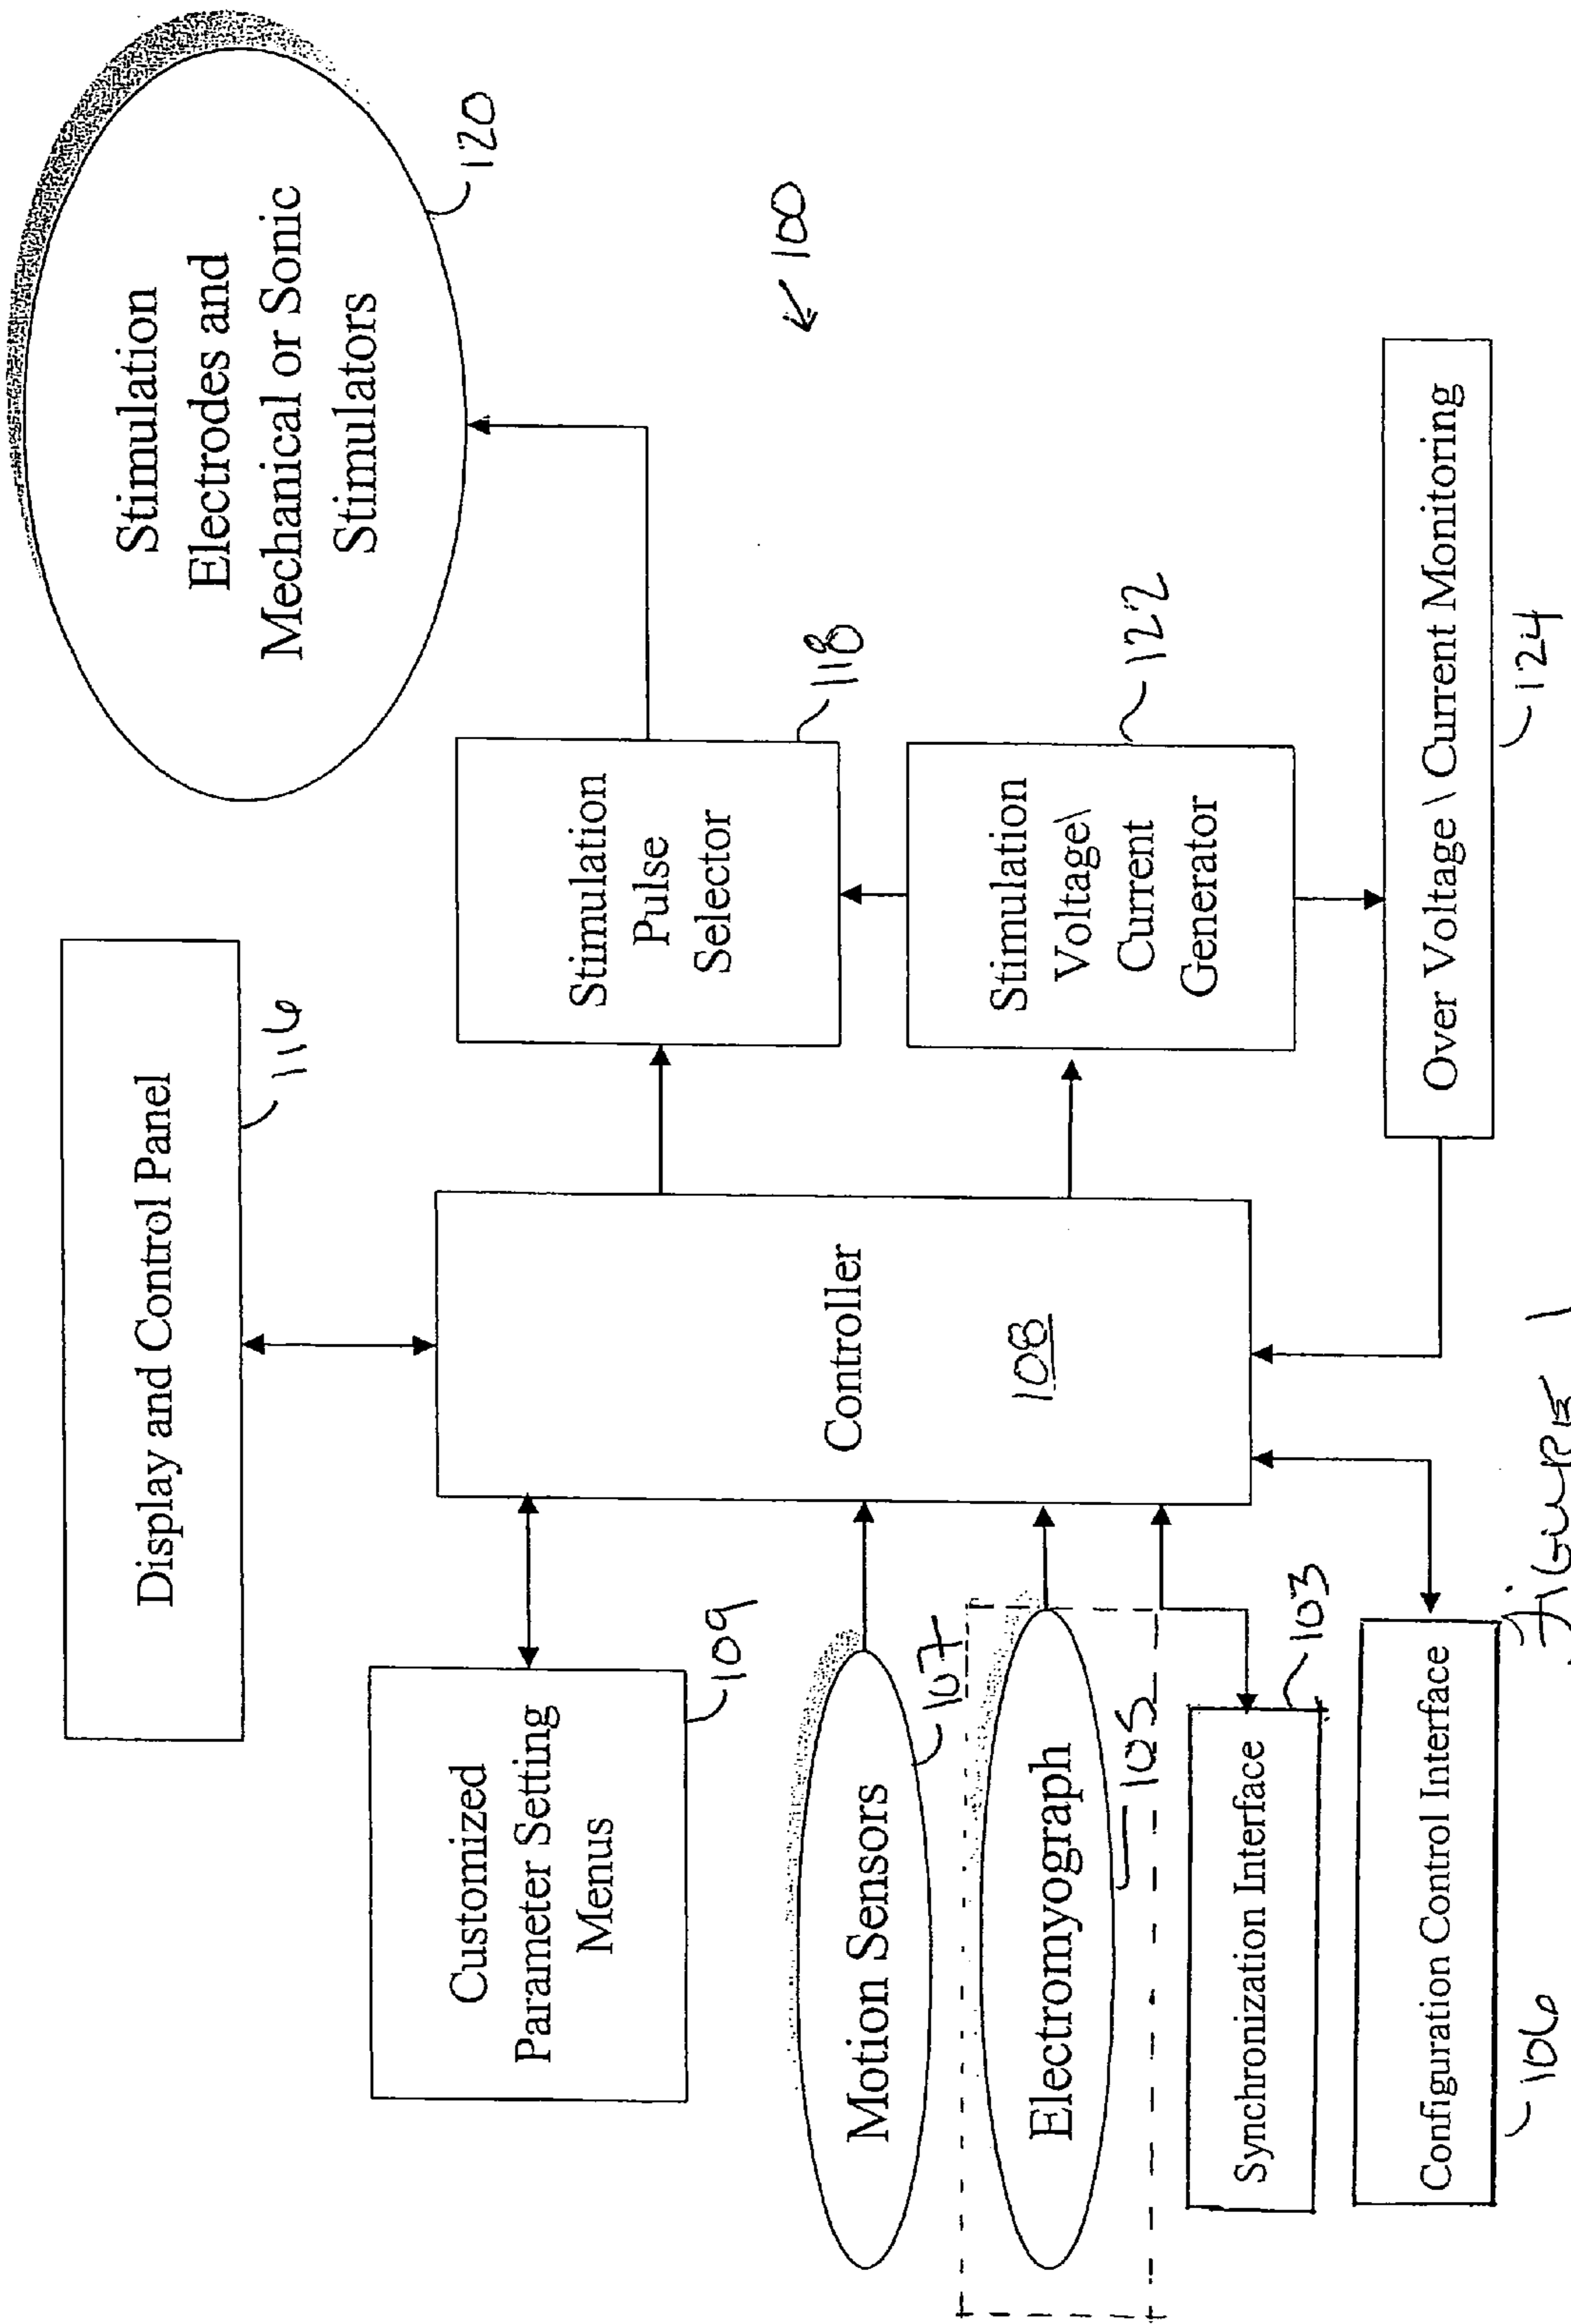 Display and Control Panel
116
Stimulation
Electrodes and
Mechanical or Sonic
Stimulators
120
100
Customized
Parameter Setting
Menus
109
Motion Sensors
107
Electromyograph
105
Synchronization Interface
103
Configuration Control Interface
106
Controller
108
Stimulation
Pulse
Selector
118
Stimulation
Voltage\
Current
Generator
122
Over Voltage \ Current Monitoring
124
FIGURE 1